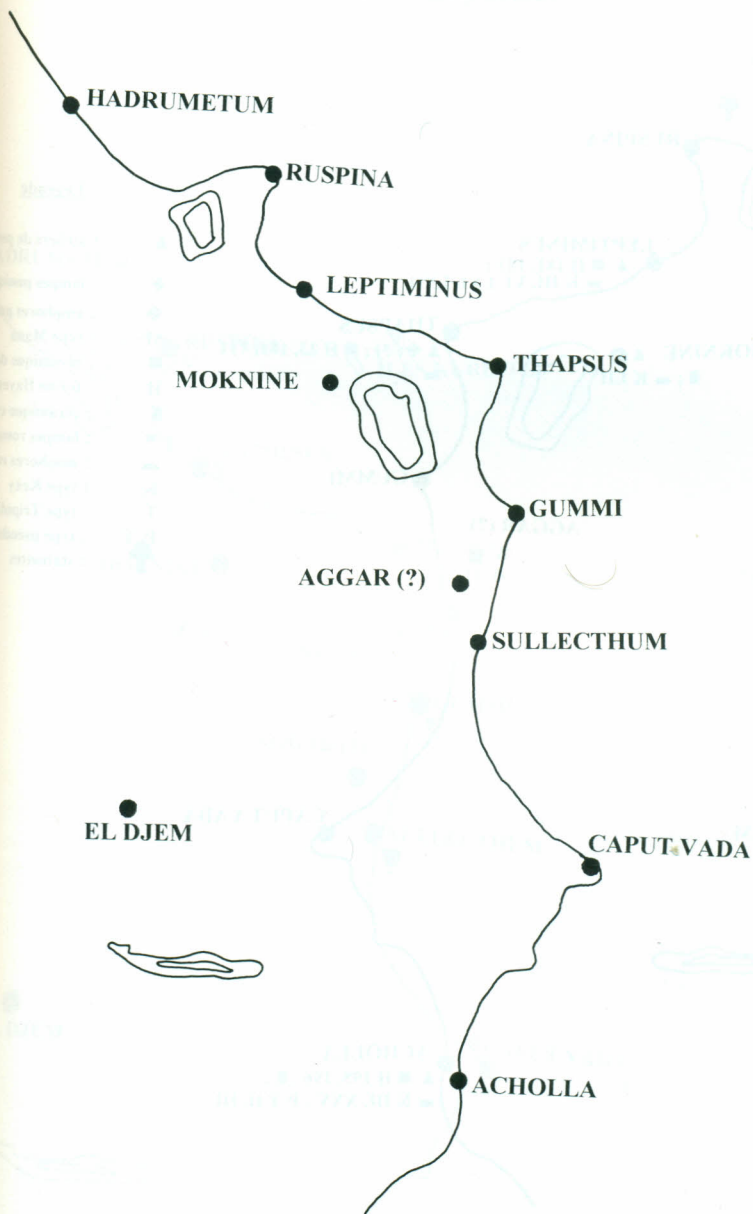 HADRUMETUM
RUSPINA
LEPTIMINUS
THAPSUS
MOKNINE
GUMMI
AGGAR (?)
SULLECTHUM
EL DJEM
CAPUT VADA
ACHOLLA